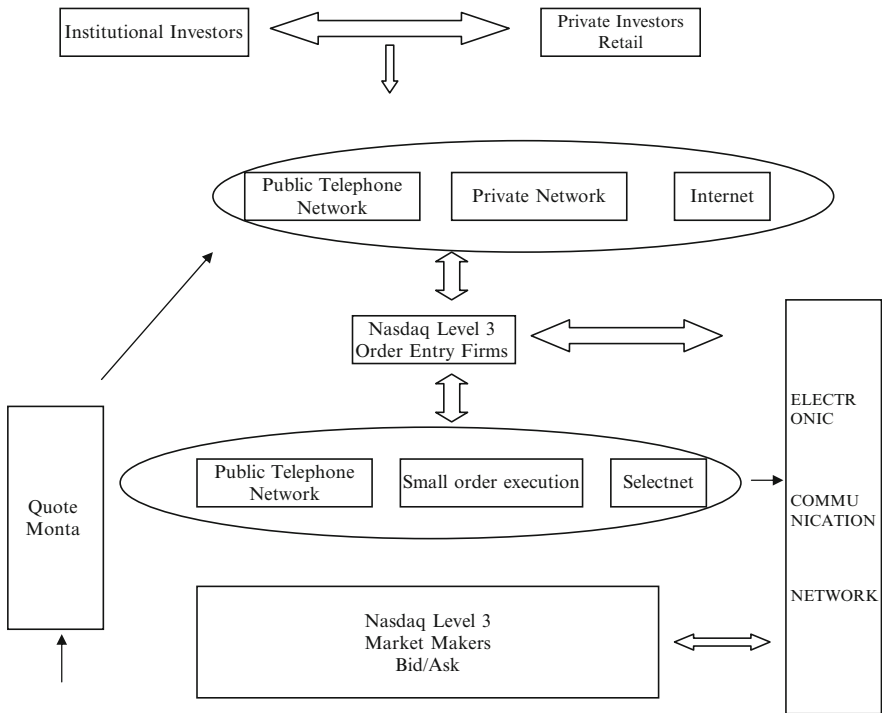 Institutional Investors
Private Investors
Retail
Public Telephone
Network
Private Network
Internet
Nasdaq Level 3
Order Entry Firms
Public Telephone
Network
Small order execution
Selectnet
Quote
Monta
Nasdaq Level 3
Market Makers
Bid/Ask
ELECTR
ONIC
COMMU
NICATION
NETWORK